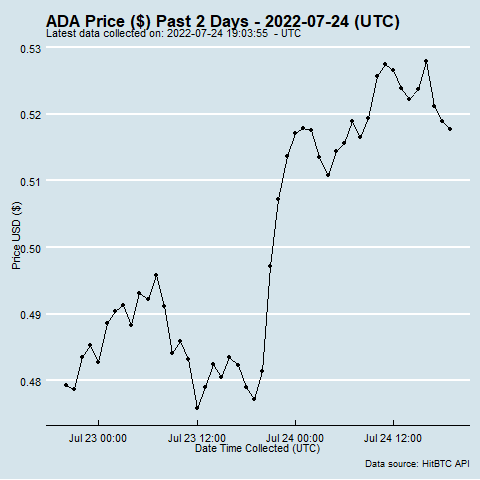 ADA Price ($) Past 2 Days - 2022-07-24 (UTC)
Latest data collected on: 2022-07-24 19:03:55 - UTC
0.53
0.52
0.51
0.50
0.49
0.48
Price USD ($)
Jul 23 00:00 Jul 23 12:00 Jul 24 00:00 Jul 24 12:00
Date Time Collected (UTC)
Data source: HitBTC API